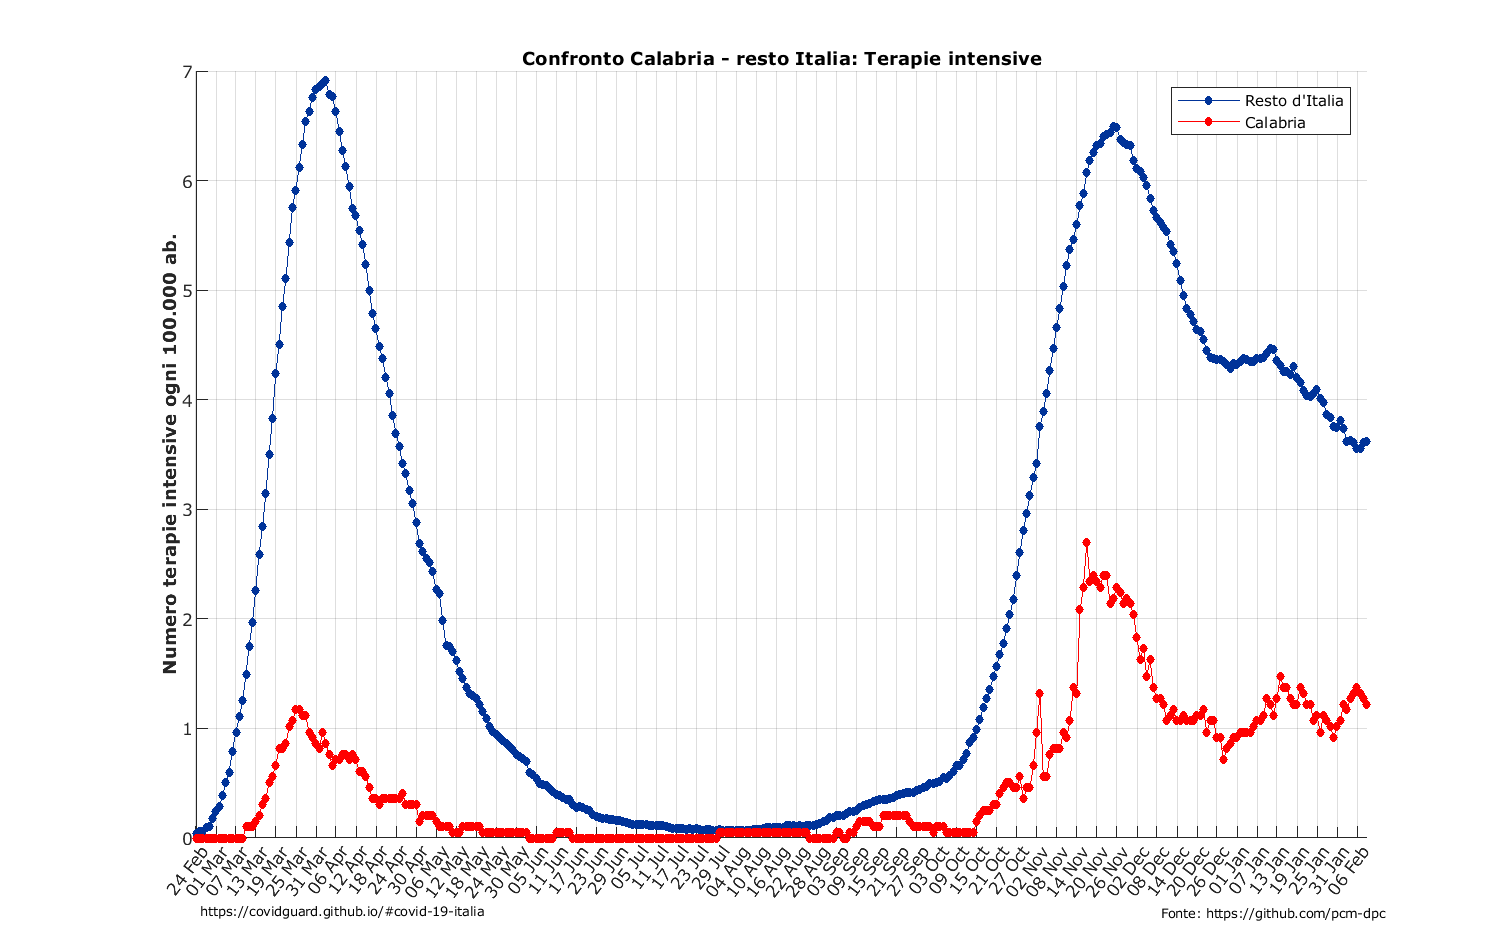 Confronto Calabria - resto Italia: Terapie intensive
Resto d'Italia
Calabria
Numero terapie intensive ogni 100.000 ab.
7
6
5
4
3
2
1
0
24 Feb
01 Mar
07 Mar
13 Mar
19 Mar
25 Mar
31 Mar
06 Apr
12 Apr
18 Apr
24 Apr
30 Apr
06 May
12 May
18 May
24 May
30 May
05 Jun
11 Jun
17 Jun
23 Jun
29 Jun
05 Jul
11 Jul
17 Jul
23 Jul
29 Jul
04 Aug
10 Aug
16 Aug
22 Aug
28 Aug
03 Sep
09 Sep
15 Sep
21 Sep
27 Sep
03 Oct
09 Oct
15 Oct
21 Oct
27 Oct
02 Nov
08 Nov
14 Nov
20 Nov
26 Nov
02 Dec
08 Dec
14 Dec
20 Dec
26 Dec
01 Jan
07 Jan
13 Jan
19 Jan
25 Jan
31 Jan
06 Feb
https://covidguard.github.io/#covid-19-italia
Fonte: https://github.com/pcm-dpc